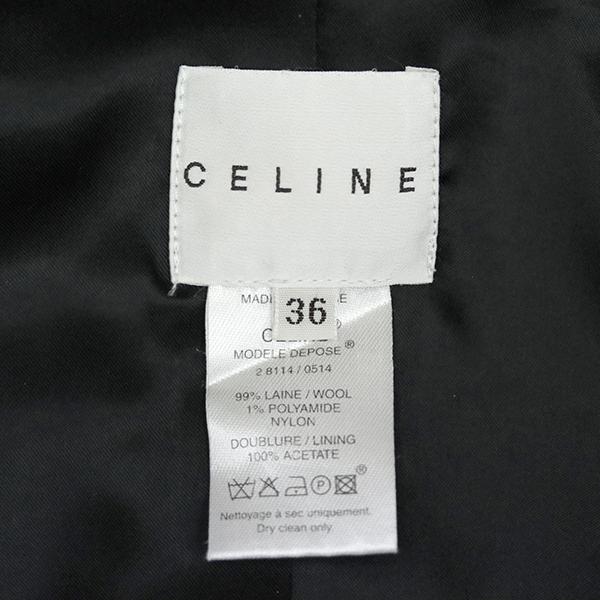 CELINE
36
MADE
CELINE®
MODELE DEPOSE®
2 8114 / 0514
99% LAINE / WOOL
1% POLYAMIDE
NYLON
DOUBLURE / LINING
100% ACETATE
P ®
Nettoyage à sec uniquement.
Dry clean only.